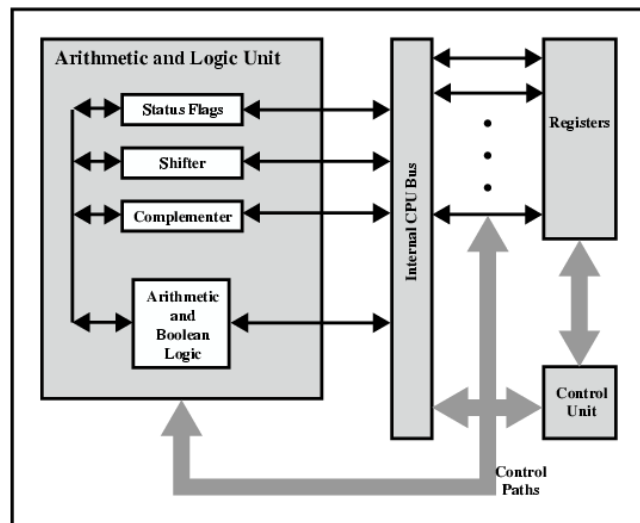 Arithmetic and Logic Unit
Status Flags
Shifter
Complementer
Arithmetic
and
Boolean
Logic
Internal CPU Bus
Registers
Control
Unit
Control
Paths